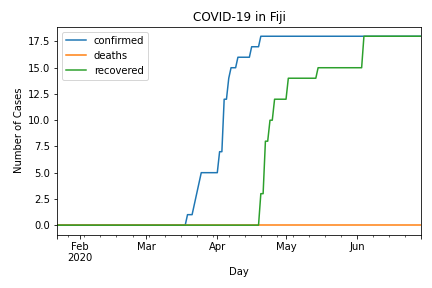 COVID-19 in Fiji
confirmed
deaths
recovered
Number of Cases
17.5
15.0
12.5
10.0
7.5
5.0
2.5
0.0
Feb Mar Apr May Jun
2020
Day